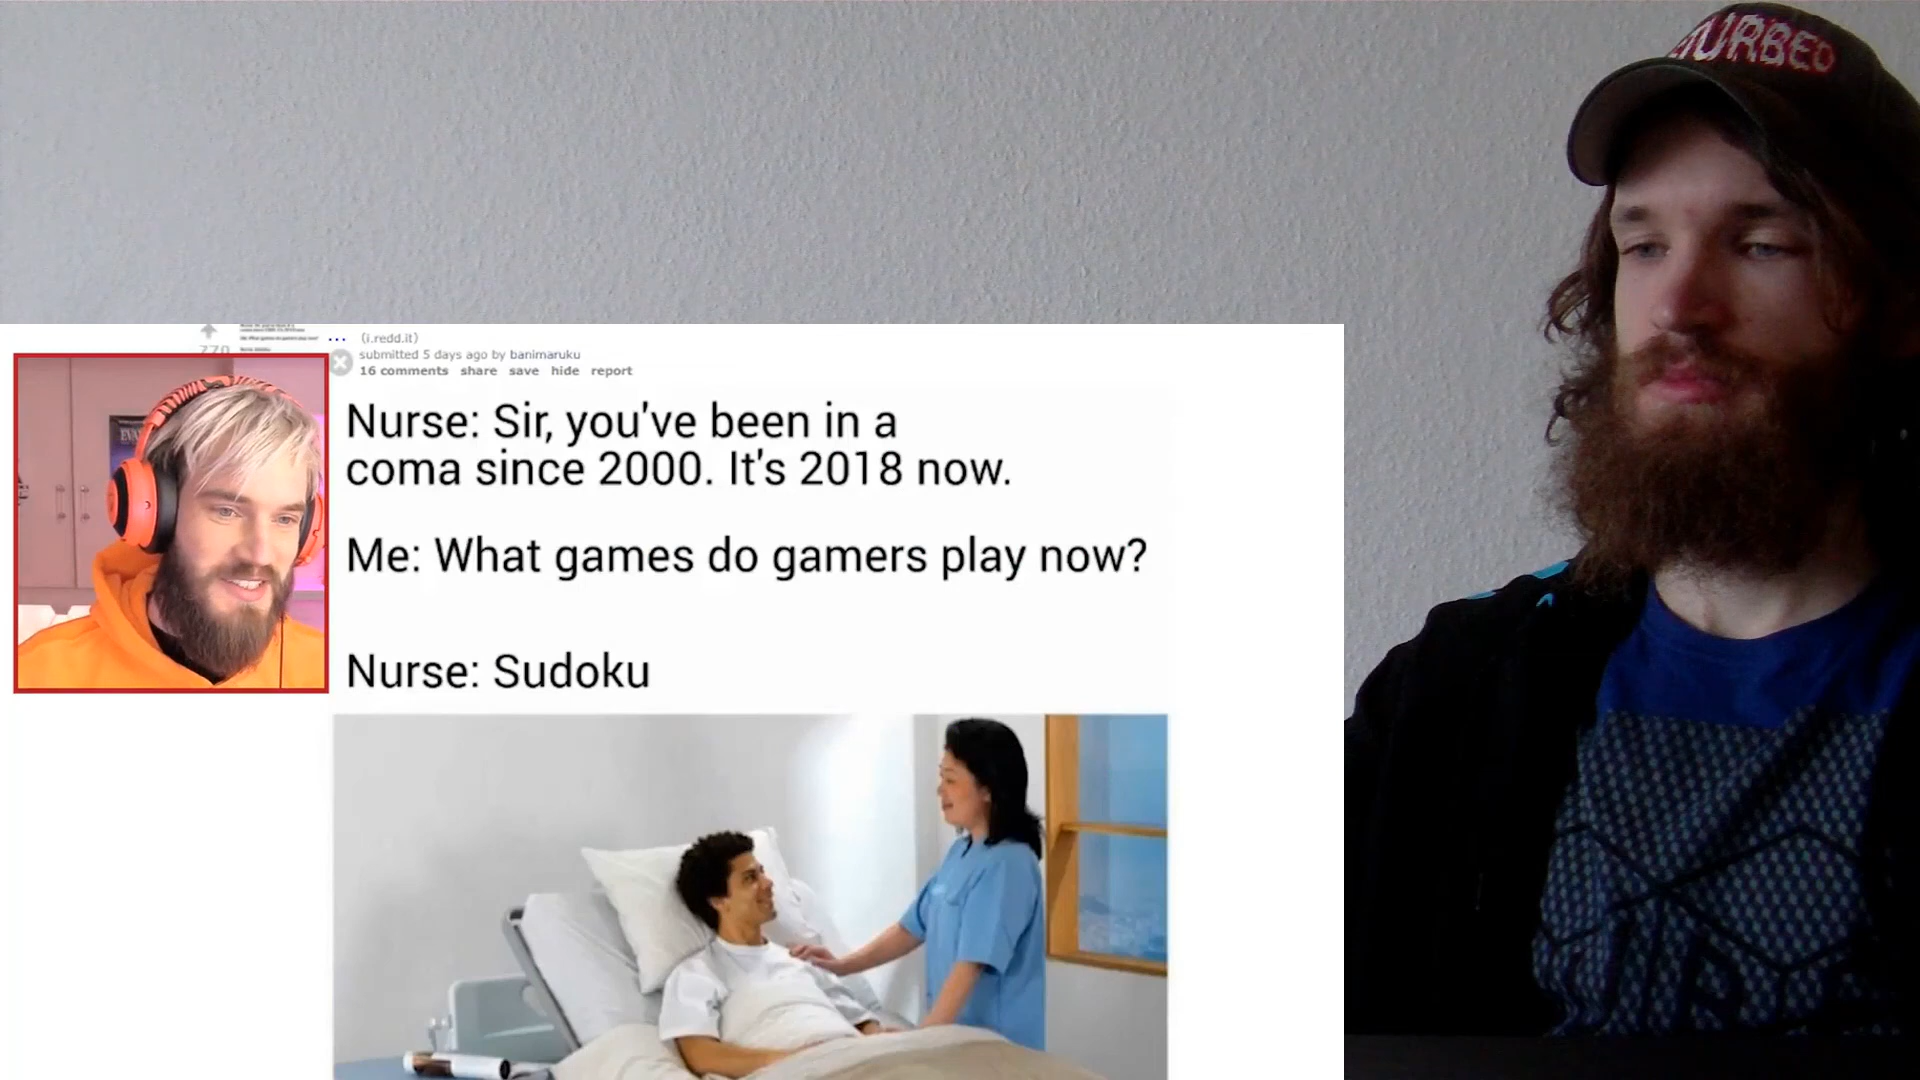 (i.redd.it)
submitted 5 days ago by banimaruku
16 comments share save hide report
Nurse: Sir, you've been in a
coma since 2000. It's 2018 now.
Me: What games do gamers play now?
Nurse: Sudoku